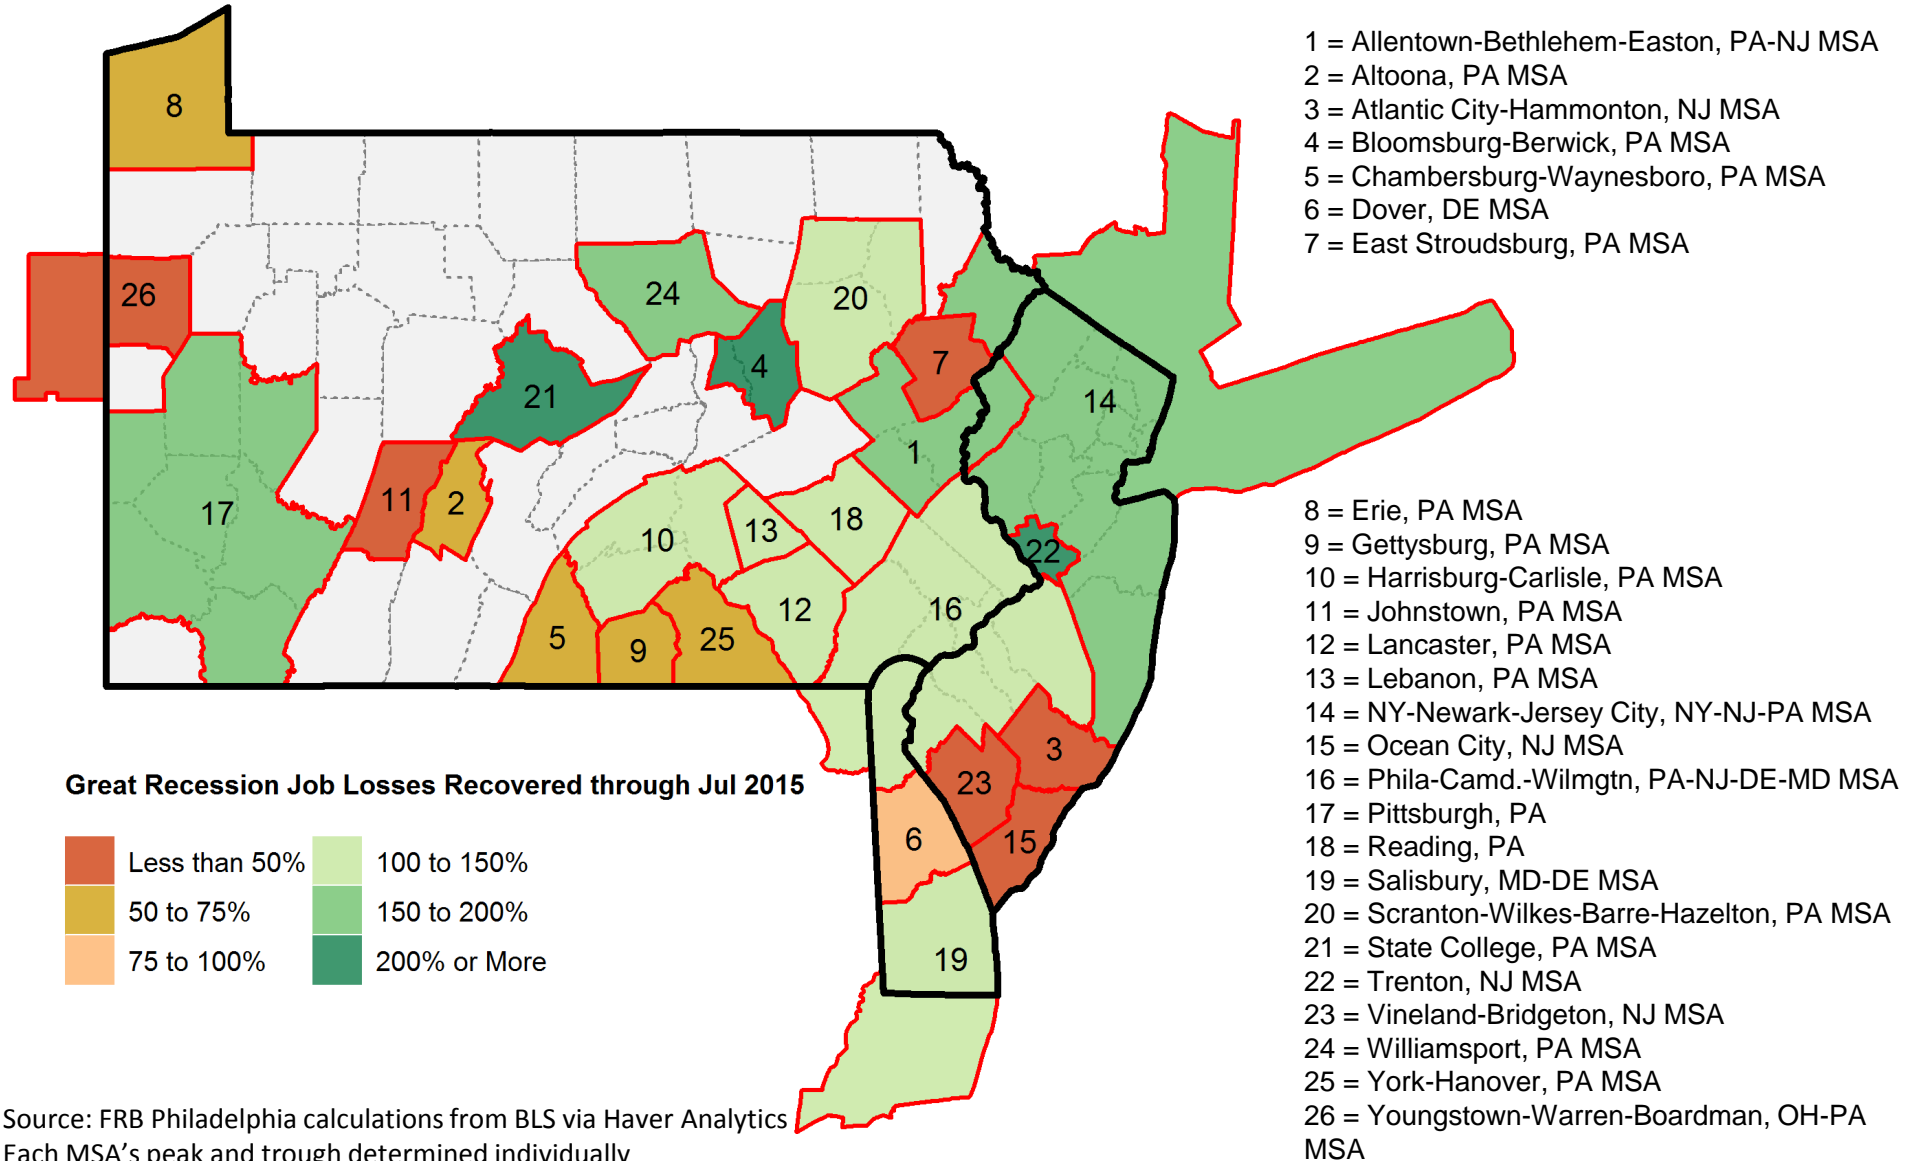 1 = Allentown-Bethlehem-Easton, PA-NJ MSA
2 = Altoona, PA MSA
3 = Atlantic City-Hammonton, NJ MSA
4 = Bloomsburg-Berwick, PA MSA
5 = Chambersburg-Waynesboro, PA MSA
6 = Dover, DE MSA
7 = East Stroudsburg, PA MSA
8
26
24
20
4
7
21
14
1
11
2
17
10
13
18
22
12
16
5
9
25
3
23
15
6
19
8 = Erie, PA MSA
9 = Gettysburg, PA MSA
10 = Harrisburg-Carlisle, PA MSA
11 = Johnstown, PA MSA
12 = Lancaster, PA MSA
13 = Lebanon, PA MSA
14 = NY-Newark-Jersey City, NY-NJ-PA MSA
15 = Ocean City, NJ MSA
16 = Phila-Camd.-Wilmgtn, PA-NJ-DE-MD MSA
17 = Pittsburgh, PA
18 = Reading, PA
19 = Salisbury, MD-DE MSA
20 = Scranton-Wilkes-Barre-Hazelton, PA MSA
21 = State College, PA MSA
22 = Trenton, NJ MSA
23 = Vineland-Bridgeton, NJ MSA
24 = Williamsport, PA MSA
25 = York-Hanover, PA MSA
26 = Youngstown-Warren-Boardman, OH-PA
MSA
Great Recession Job Losses Recovered through Jul 2015
Less than 50%
50 to 75%
75 to 100%
100 to 150%
150 to 200%
200% or More
Source: FRB Philadelphia calculations from BLS via Haver Analytics
Each MSA's peak and trough determined individually